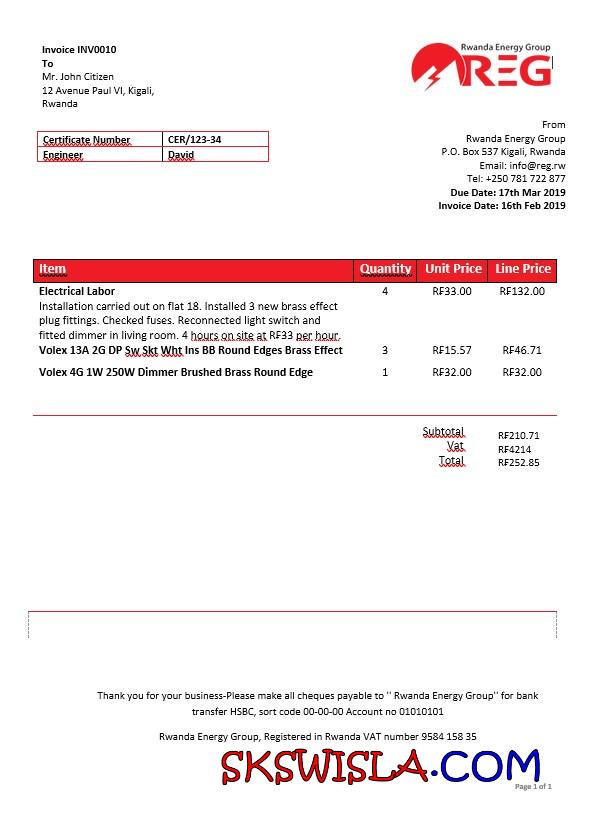 Invoice INV0010
To
Mr. John Citizen
12 Avenue Paul VI, Kigali,
Rwanda
Rwanda Energy Group
REG
Certificate Number CER/123-34
Engineer David
From
Rwanda Energy Group
P.O. Box 537 Kigali, Rwanda
Email: info@reg.rw
Tel: +250 781 722 877
Due Date: 17th Mar 2019
Invoice Date: 16th Feb 2019
Item Quantity Unit Price Line Price
Electrical Labor 4 RF33.00 RF132.00
Installation carried out on flat 18. Installed 3 new brass effect
plug fittings. Checked fuses. Reconnected light switch and
fitted dimmer in living room. 4 hours on site at RF33 per hour.
Volex 13A 2G DP Sw Skt Wht Ins BB Round Edges Brass Effect 3 RF15.57 RF46.71
Volex 4G 1W 250W Dimmer Brushed Brass Round Edge 1 RF32.00 RF32.00
Subtotal RF210.71
Vat RF4214
Total RF252.85
Thank you for your business-Please make all cheques payable to " Rwanda Energy Group" for bank
transfer HSBC, sort code 00-00-00 Account no 01010101
Rwanda Energy Group, Registered in Rwanda VAT number 9584 158 35
SKSWISLA.COM
Page 1 of 1